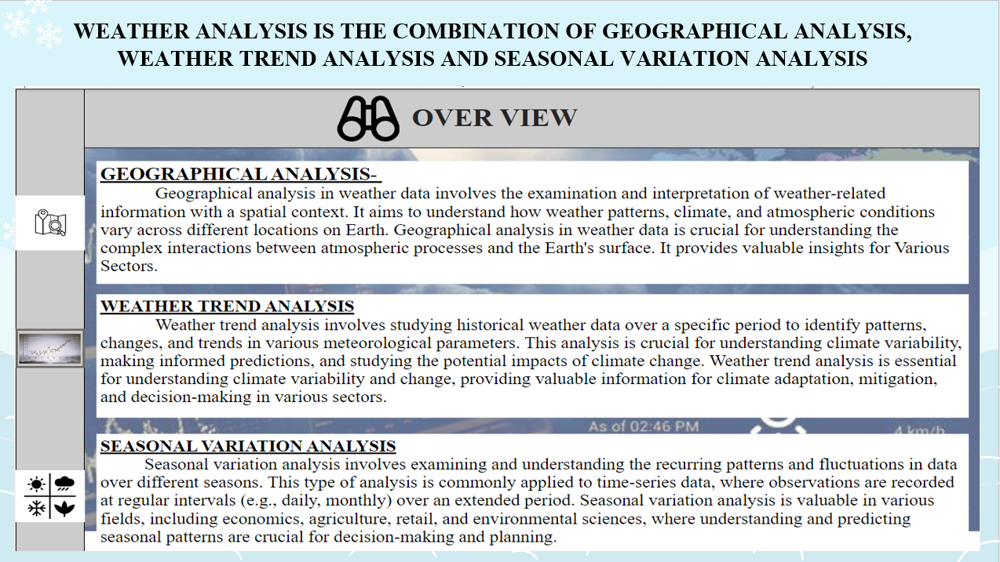 WEATHER ANALYSIS IS THE COMBINATION OF GEOGRAPHICAL ANALYSIS,
WEATHER TREND ANALYSIS AND SEASONAL VARIATION ANALYSIS
OVER VIEW
GEOGRAPHICAL ANALYSIS-
Geographical analysis in weather data involves the examination and interpretation of weather-related
information with a spatial context. It aims to understand how weather patterns, climate, and atmospheric conditions
vary across different locations on Earth. Geographical analysis in weather data is crucial for understanding the
complex interactions between atmospheric processes and the Earth's surface. It provides valuable insights for Various
Sectors.
WEATHER TREND ANALYSIS
Weather trend analysis involves studying historical weather data over a specific period to identify patterns,
changes, and trends in various meteorological parameters. This analysis is crucial for understanding climate variability,
making informed predictions, and studying the potential impacts of climate change. Weather trend analysis is essential
for understanding climate variability and change, providing valuable information for climate adaptation, mitigation,
and decision-making in various sectors.
As of 02:46 PM
4 km/h
SEASONAL VARIATION ANALYSIS
Seasonal variation analysis involves examining and understanding the recurring patterns and fluctuations in data
over different seasons. This type of analysis is commonly applied to time-series data, where observations are recorded
at regular intervals (e.g., daily, monthly) over an extended period. Seasonal variation analysis is valuable in various
fields, including economics, agriculture, retail, and environmental sciences, where understanding and predicting
seasonal patterns are crucial for decision-making and planning.